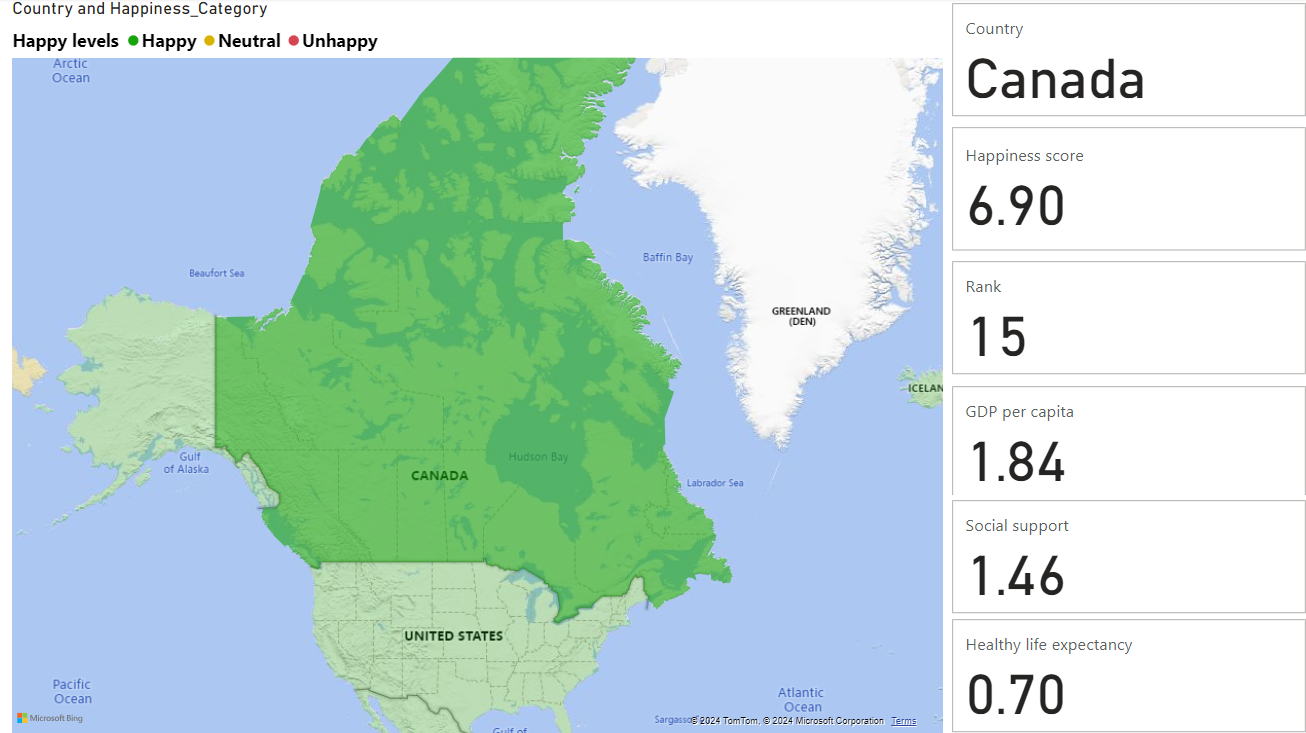 Country and Happiness_Category
Happy levels Happy Neutral Unhappy
Arctic
Ocean
Beaufort Sea
Baffin Bay
GREENLAND
(DEN)
ICELAN
Gulf
of Alaska
Hudson Bay
CANADA
Labrador Sea
UNITED STATES
Pacific
Ocean
Atlantic
Ocean
Microsoft Bing
Gulf of
Sargasso
© 2024 TomTom, © 2024 Microsoft Corporation Terms
Country
Canada
Happiness score
6.90
Rank
15
GDP per capita
1.84
Social support
1.46
Healthy life expectancy
0.70